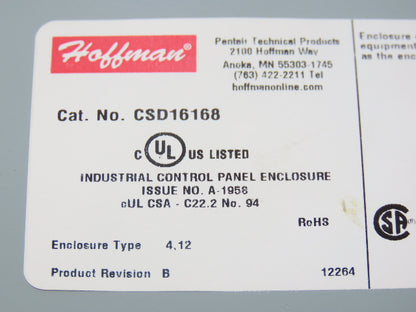 Hoffman®
Pentair Technical Products
2100 Hoffman Way
Anoka, MN 55303-1745
(763) 422-2211 Tel
hoffmanonline.com
Enclosure
equipment
as the enc
Cat. No. CSD16168
C UL US LISTED
INDUSTRIAL CONTROL PANEL ENCLOSURE
ISSUE NO. A-1958
cUL CSA - C22.2 No. 94
RoHS
SA
Enclosure Type 4,12
Product Revision B
12264